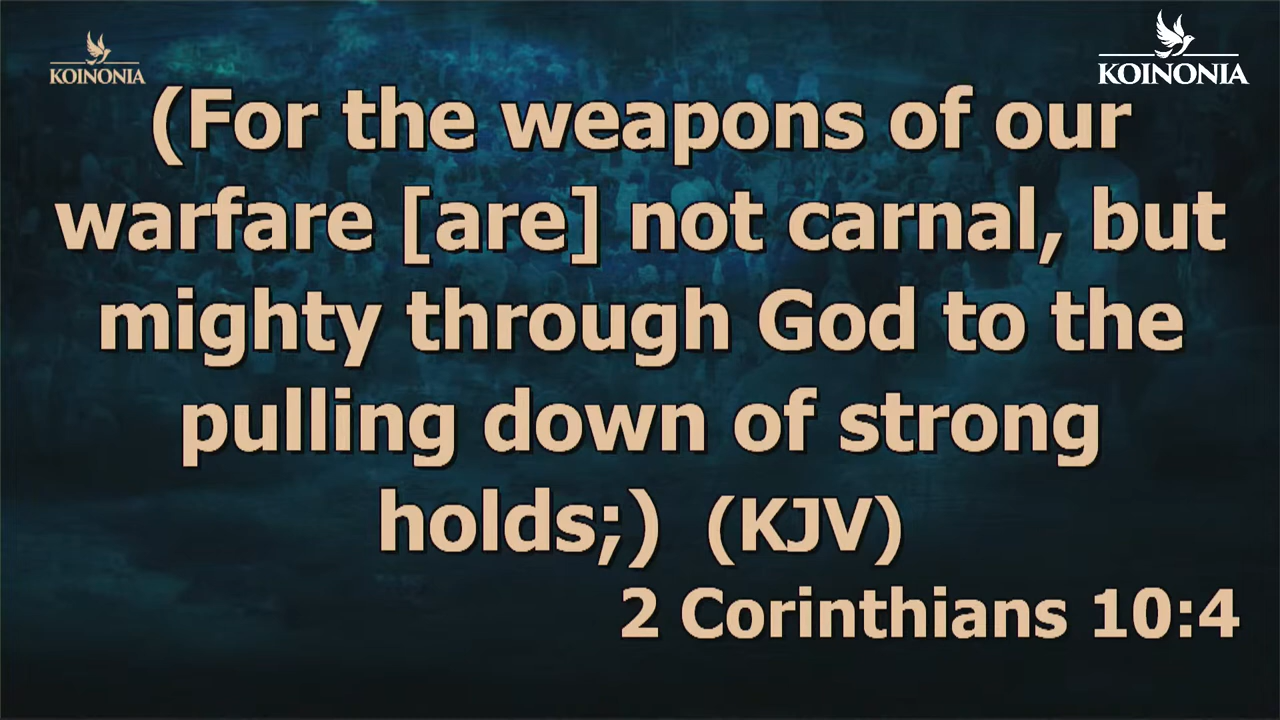 KOINONIA
KOINONIA
(For the weapons of our
warfare [are] not carnal, but
mighty through God to the
pulling down of strong
holds;) (KJV)
2 Corinthians 10:4